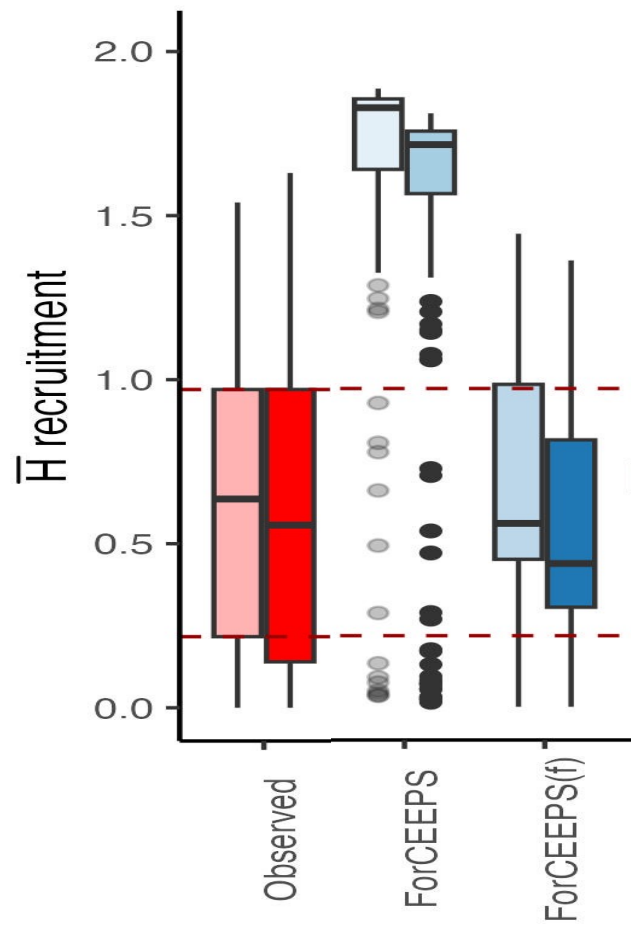 2.0
1.5
1.0
0.5
0.0
H̅ recruitment
Observed
ForCEEPS
ForCEEPS(f)